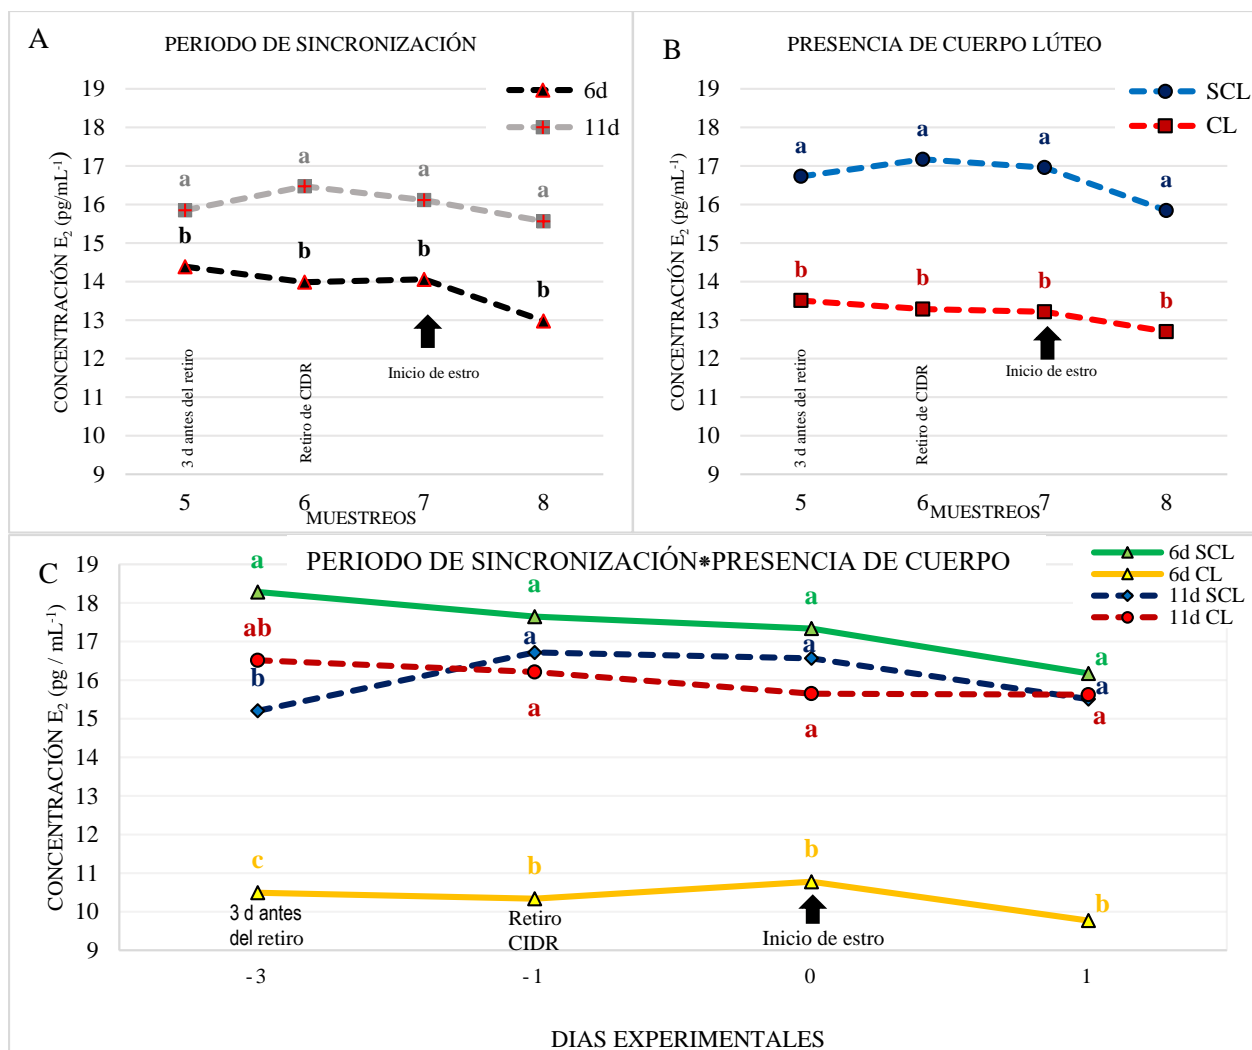 A
PERIODO DE SINCRONIZACIÓN
6d
11d
CONCENTRACIÓN E2 (pg/mL-1)
19
18
17
16
15
14
13
12
11
10
9
a
a
a
a
b
b
b
b
3 d antes del retiro
Retiro de CIDR
Inicio de estro
5
6
7
8
MUESTREOS
B
PRESENCIA DE CUERPO LÚTEO
SCL
CL
CONCENTRACIÓN E2 (pg/mL-1)
19
18
17
16
15
14
13
12
11
10
9
a
a
a
a
b
b
b
b
3 d antes del retiro
Retiro de CIDR
Inicio de estro
5
6
7
8
MUESTREOS
C
PERIODO DE SINCRONIZACIÓN*PRESENCIA DE CUERPO
6d SCL
6d CL
11d SCL
11d CL
CONCENTRACIÓN E2 (pg / mL-1)
19
18
17
16
15
14
13
12
11
10
9
a
a
a
a
ab
a
a
a
b
a
a
a
c
b
b
b
3 d antes
del retiro
Retiro
CIDR
Inicio de estro
-3
-1
0
1
DIAS EXPERIMENTALES